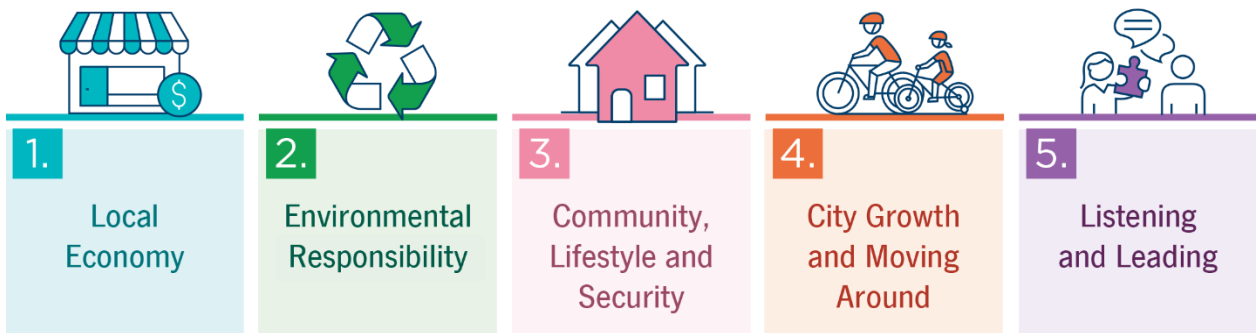 $
1.
Local
Economy
2.
Environmental
Responsibility
3.
Community,
Lifestyle and
Security
4.
City Growth
and Moving
Around
5.
Listening
and Leading